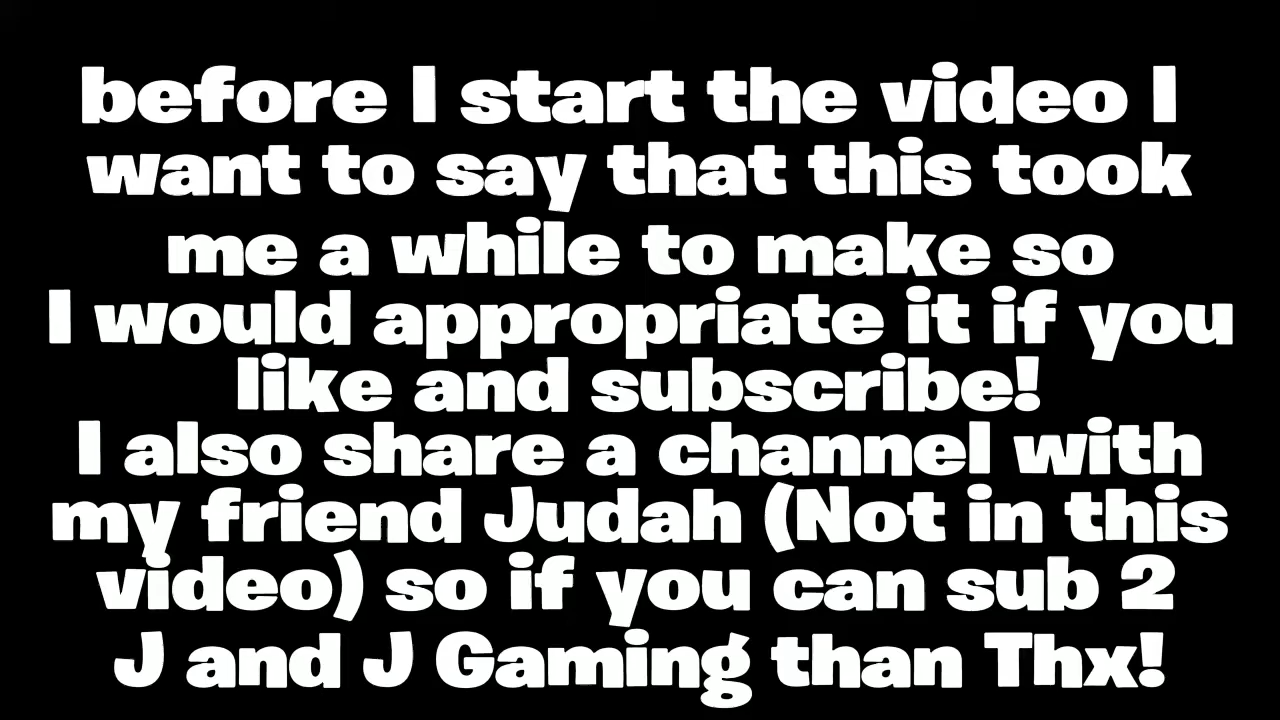 before I start the video I
want to say that this took
me a while to make so
I would appropriate it if you
like and subscribe!
I also share a channel with
my friend Judah (Not in this
video) so if you can sub 2
J and J Gaming than Thx!